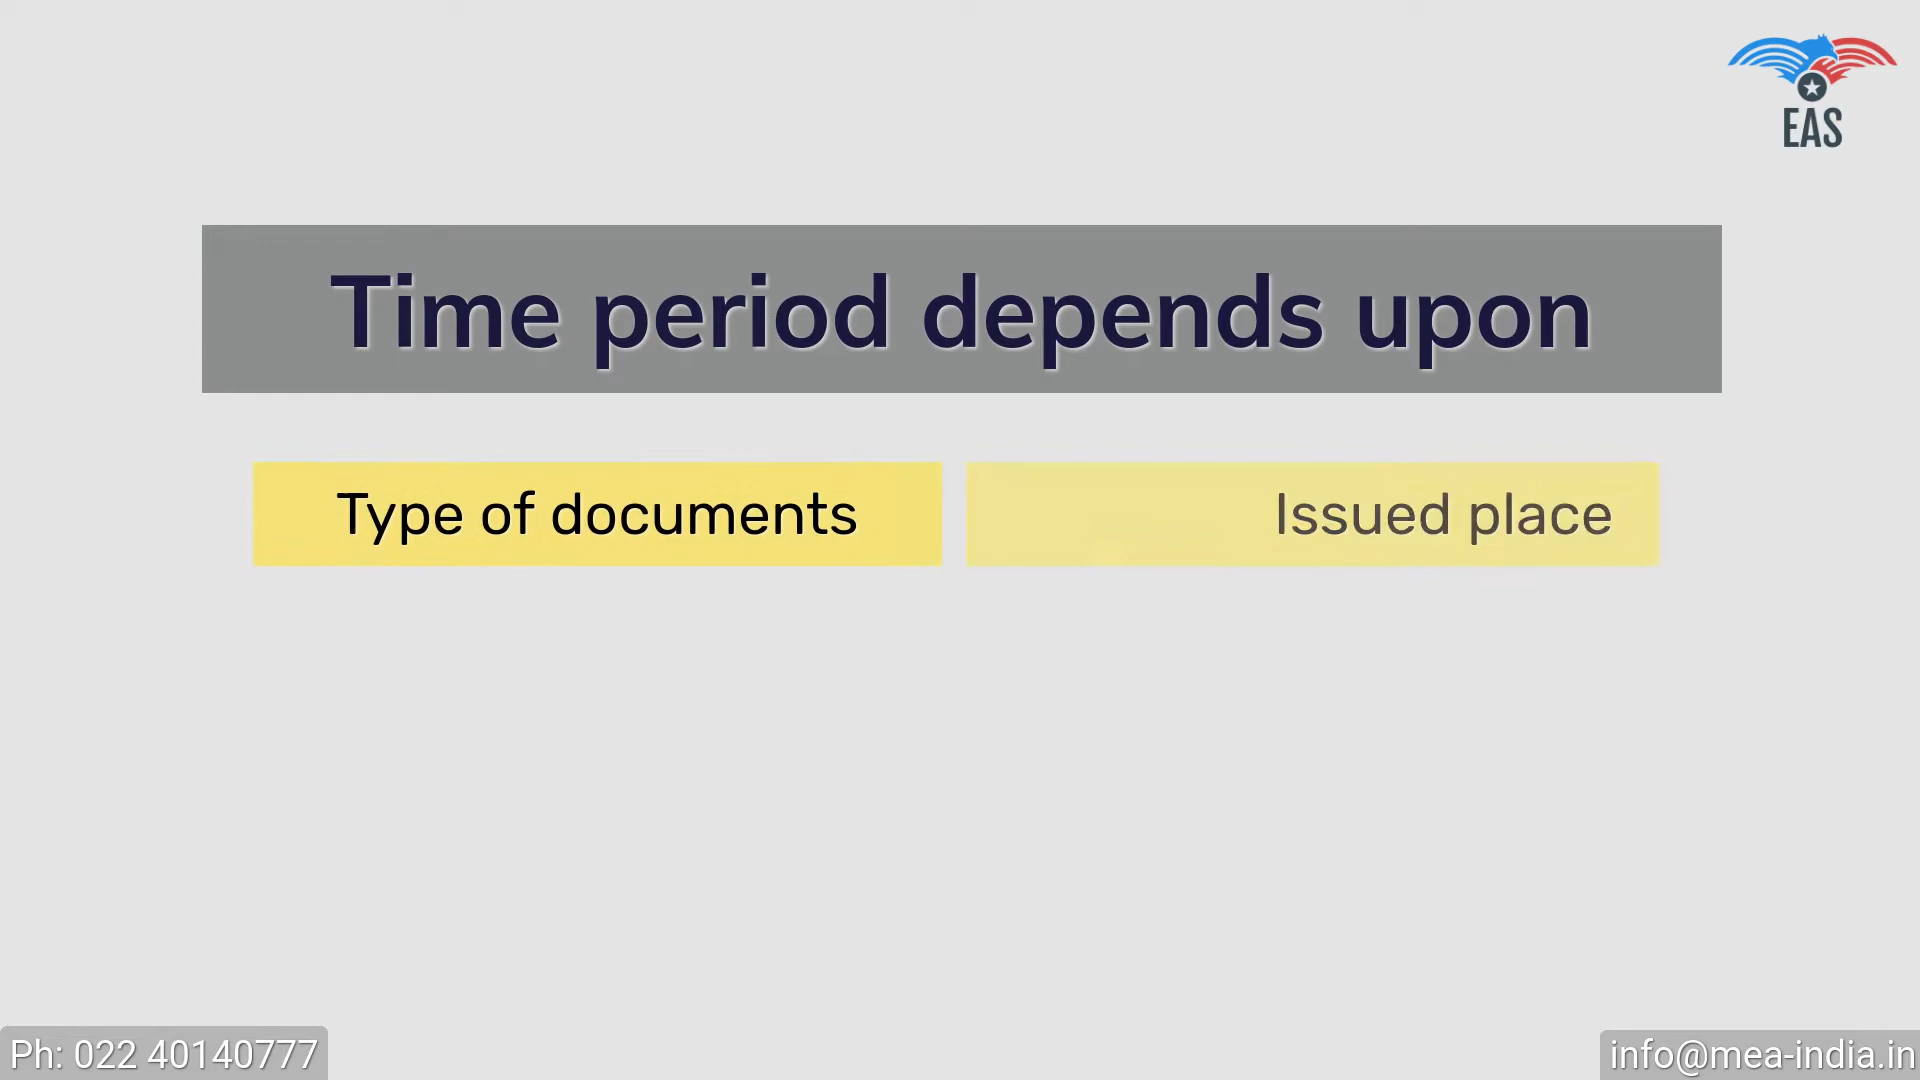 EAS
Time period depends upon
Type of documents
Issued place
Ph: 022 40140777
info@mea-india.in